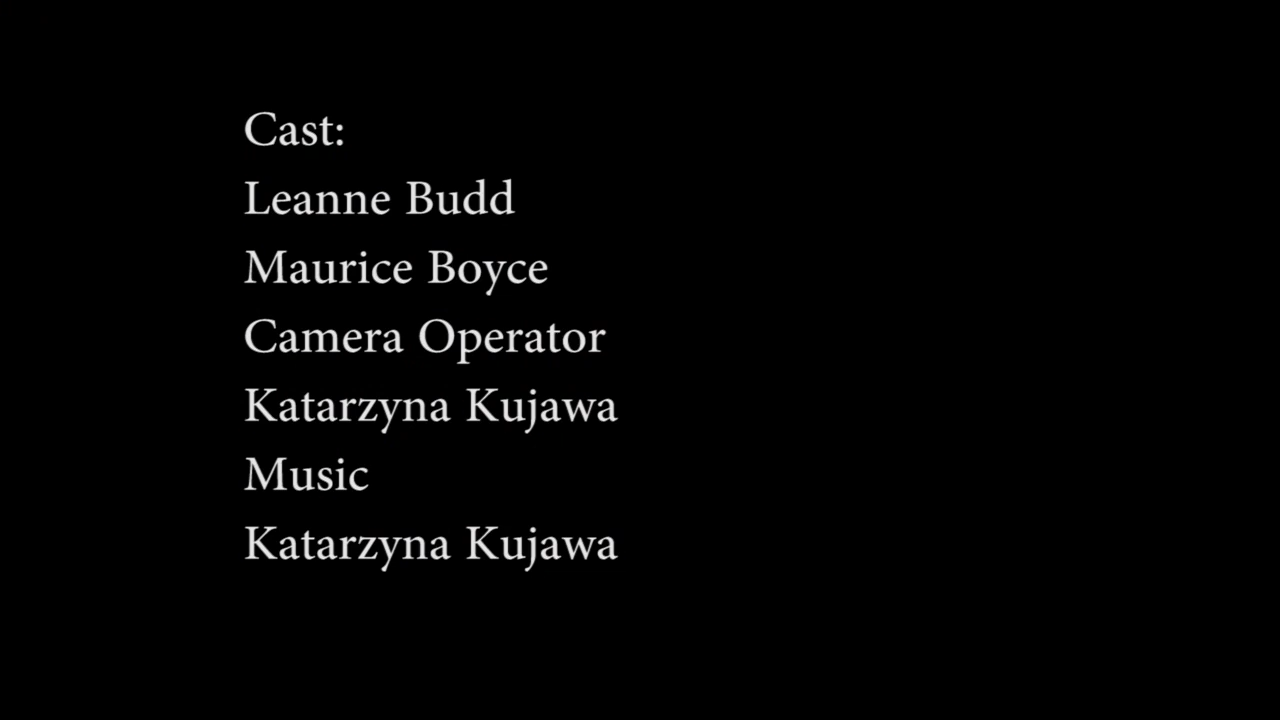 Cast:
Leanne Budd
Maurice Boyce
Camera Operator
Katarzyna Kujawa
Music
Katarzyna Kujawa